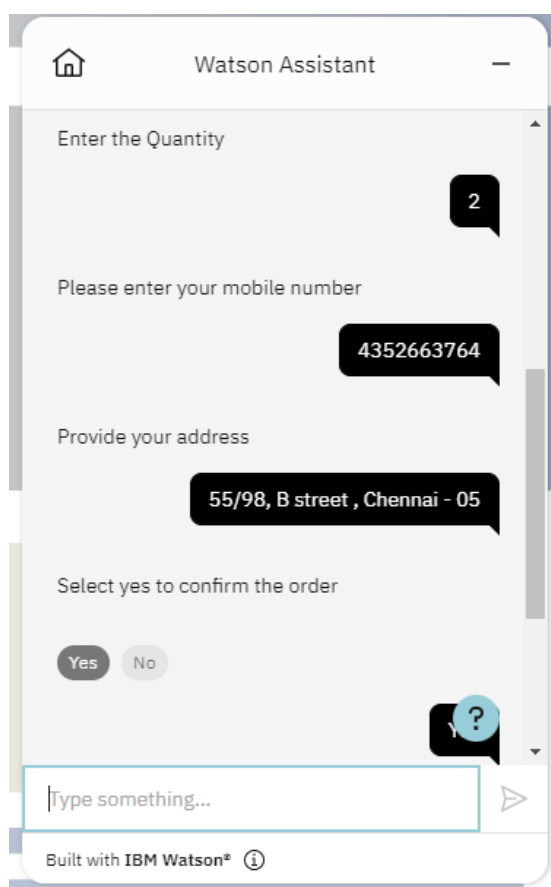 Watson Assistant
Enter the Quantity
2
Please enter your mobile number
4352663764
Provide your address
55/98, B street , Chennai - 05
Select yes to confirm the order
Yes No
?
Type something...
Built with IBM Watson®